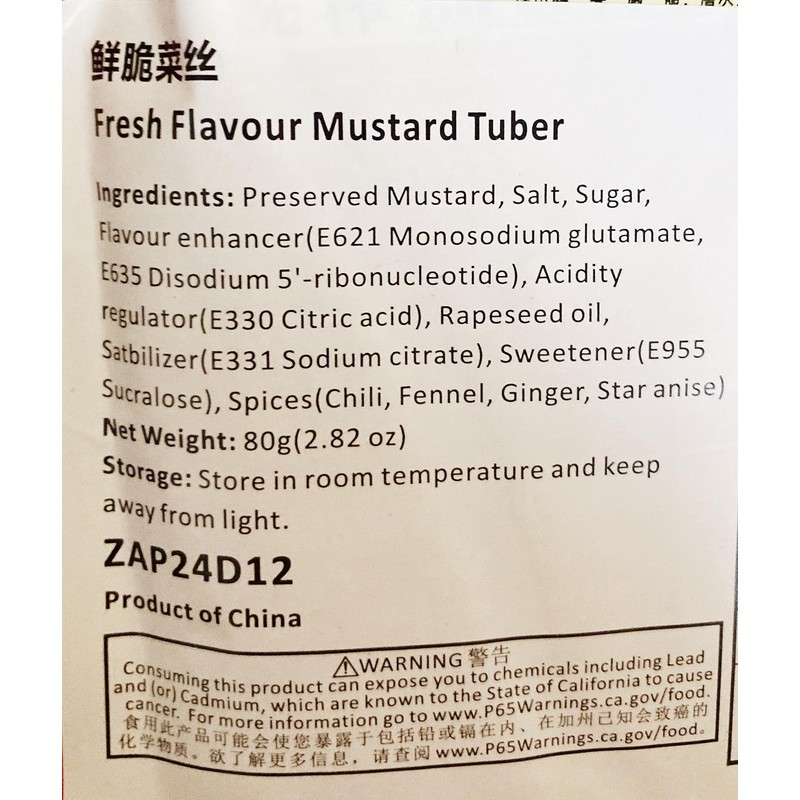 鲜脆菜丝
Fresh Flavour Mustard Tuber
Ingredients: Preserved Mustard, Salt, Sugar,
Flavour enhancer(E621 Monosodium glutamate,
E635 Disodium 5'-ribonucleotide), Acidity
regulator(E330 Citric acid), Rapeseed oil,
Satbilizer(E331 Sodium citrate), Sweetener(E955
Sucralose), Spices(Chili, Fennel, Ginger, Star anise)
Net Weight: 80g(2.82 oz)
Storage: Store in room temperature and keep
away from light.
ZAP24D12
Product of China
⚠WARNING 警告
Consuming this product can expose you to chemicals including Lead
and (or) Cadmium, which are known to the State of California to cause
cancer. For more information go to www.P65Warnings.ca.gov/food.
食用此产品可能会使您暴露于包括铅或镉在内、在加州已知会致癌的
化学物质。欲了解更多信息，请查阅 www.P65Warnings.ca.gov/food。